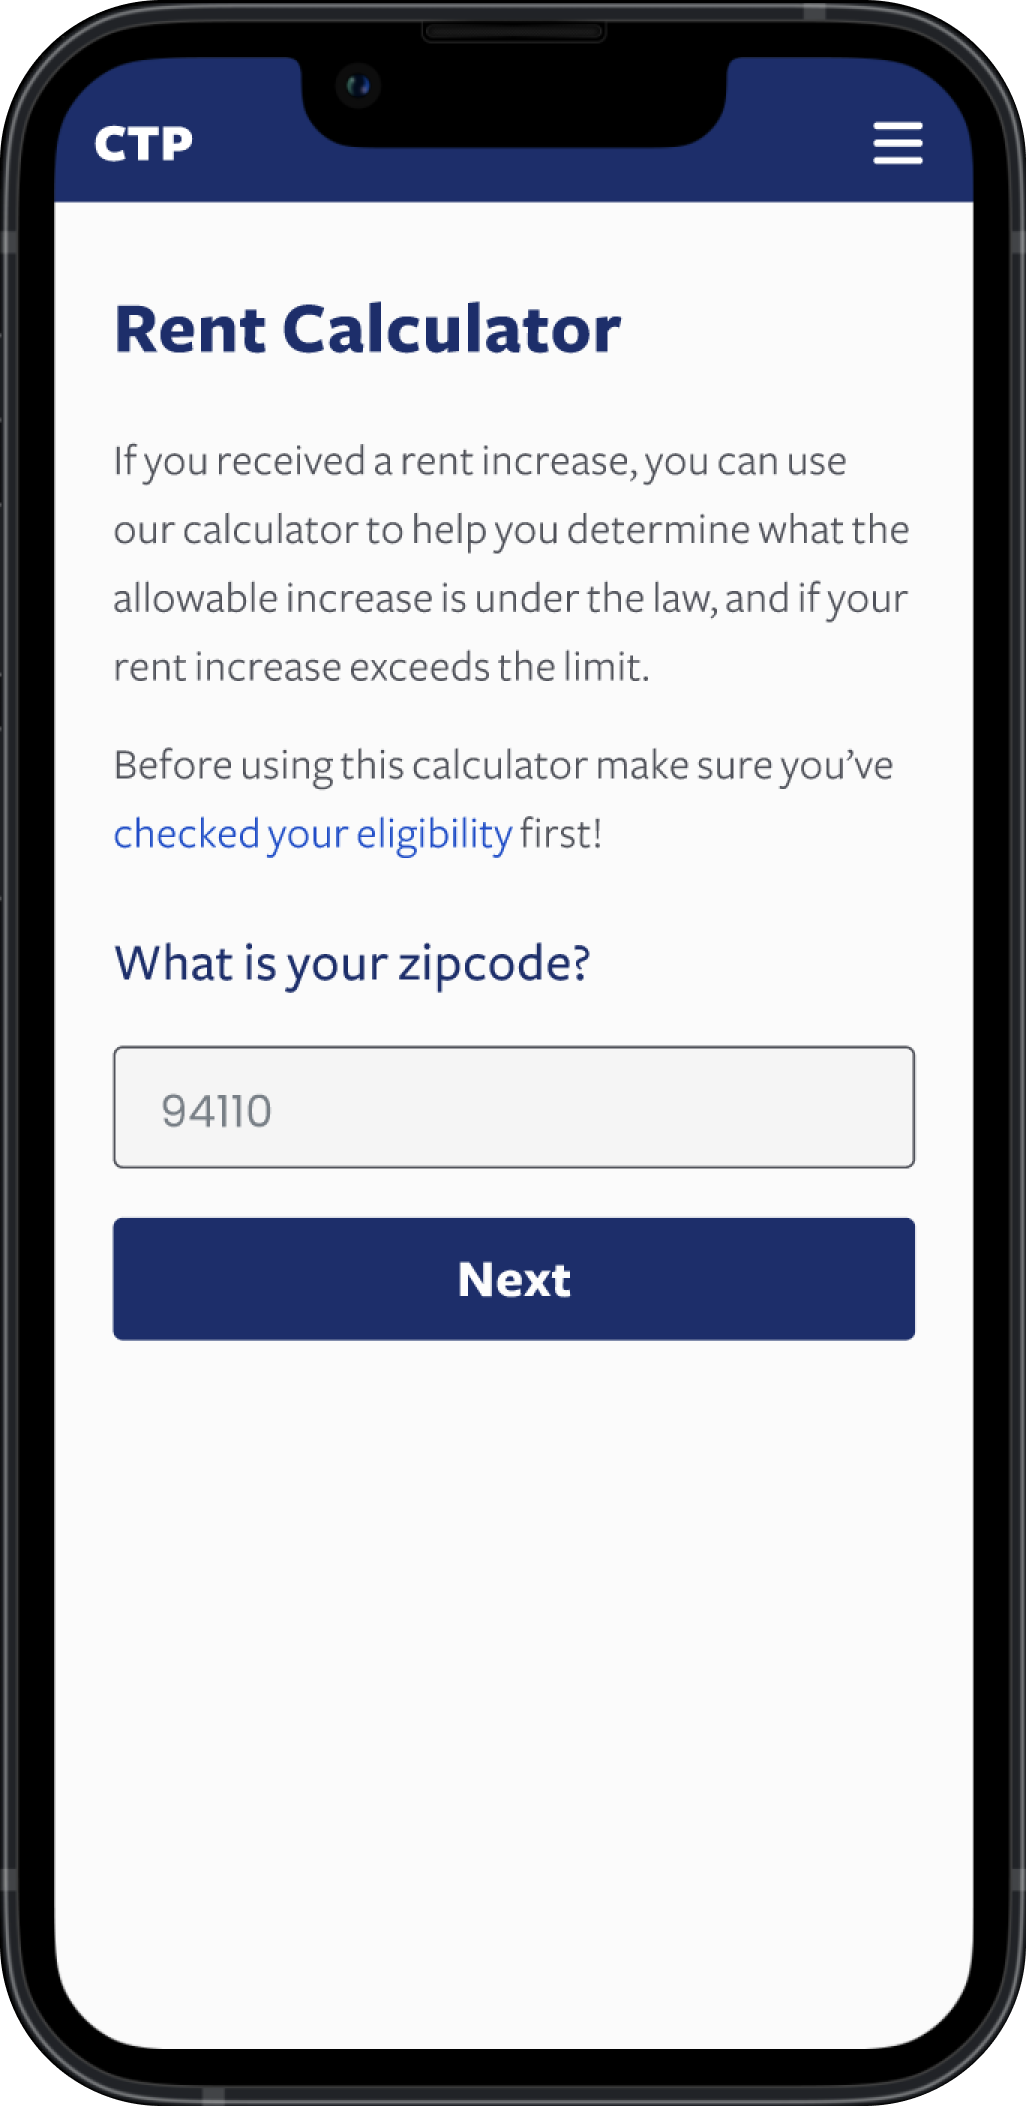 CTP
Rent Calculator
If you received a rent increase, you can use
our calculator to help you determine what the
allowable increase is under the law, and if your
rent increase exceeds the limit.
Before using this calculator make sure you’ve
checked your eligibility first!
What is your zipcode?
94110
Next